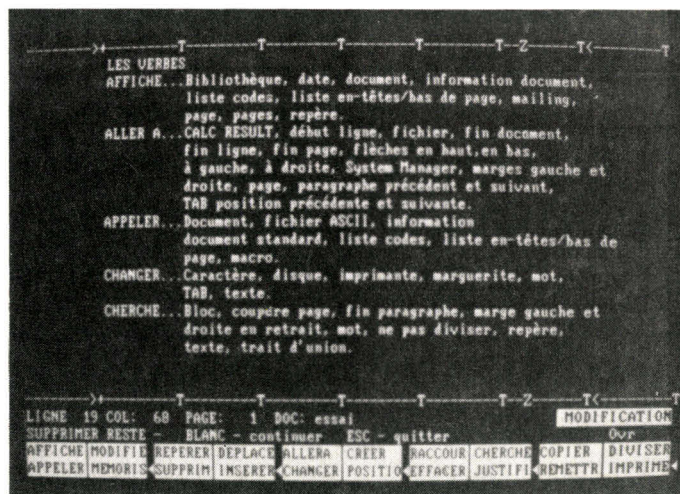 ------->+---------T---------T---------T---------T---------T--Z------T<---------T
LES VERBES
AFFICHE...Bibliothèque, date, document, information document,
liste codes, liste en-têtes/bas de page, mailing,
page, pages, repère.
ALLER A...CALC RESULT, début ligne, fichier, fin document,
fin ligne, fin page, flèches en haut,en bas,
à gauche, à droite, System Manager, marges gauche et
droite, page, paragraphe précédent et suivant,
TAB position précédente et suivante.
APPELER...Document, fichier ASCII, information
document standard, liste codes, liste en-têtes/bas de
page, macro.
CHANGER...Caractère, disque, imprimante, marguerite, mot,
TAB, texte.
CHERCHE...Bloc, coupére page, fin paragraphe, marge gauche et
droite en retrait, mot, ne pas diviser, repère,
texte, trait d'union.
------->+---------T---------T---------T---------T---------T--Z------T<---------T
LIGNE 19 COL: 68 PAGE: 1 DOC: essai MODIFICATION
SUPPRIMER RESTE - BLANC - continuer ESC - quitter Ovr
AFFICHE MODIFIE REPERER DEPLACE ALLERA CREER RACCOUR CHERCHE COPIER DIVISER
APPELER MEMORIS SUPPRIM INSERER CHANGER POSITIO EFFACER JUSTIFI REMETTR IMPRIME